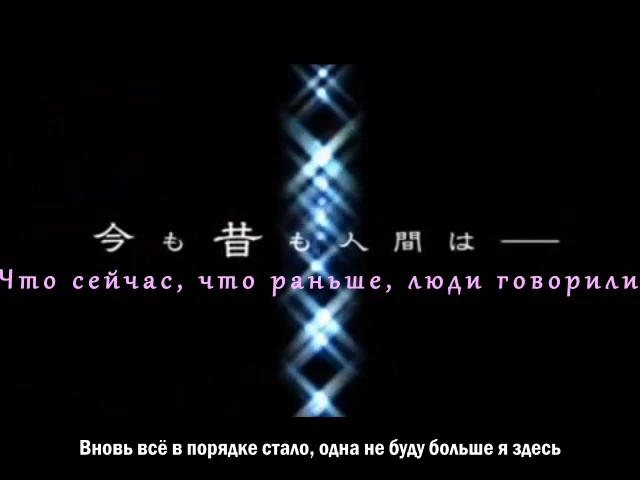 今も昔も人間は——
Что сейчас, что раньше, люди говорили
Вновь всё в порядке стало, одна не буду больше я здесь